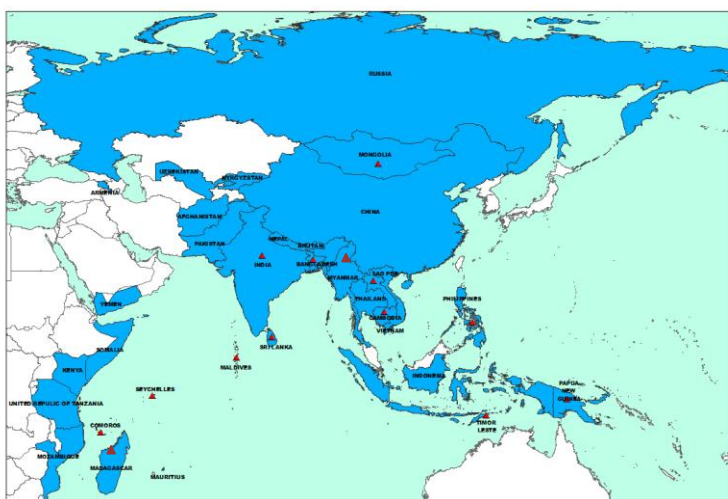 RUSSIA
MONGOLIA
UZBEKISTAN
KYRGYZSTAN
ARMENIA
CHINA
AFGHANISTAN
PAKISTAN
NEPAL
BHUTAN
INDIA
BANGLADESH
MYANMAR
LAO PDR
YEMEN
THAILAND
PHILIPPINES
CAMBODIA
VIETNAM
SOMALIA
SRI LANKA
MALDIVES
KENYA
INDONESIA
SEYCHELLES
PAPUA
NEW
GUINEA
UNITED REPULIC OF TANZANIA
COMOROS
TIMOR
LESTE
MOZAMBIQUE
MADAGASCAR
MAURITIUS